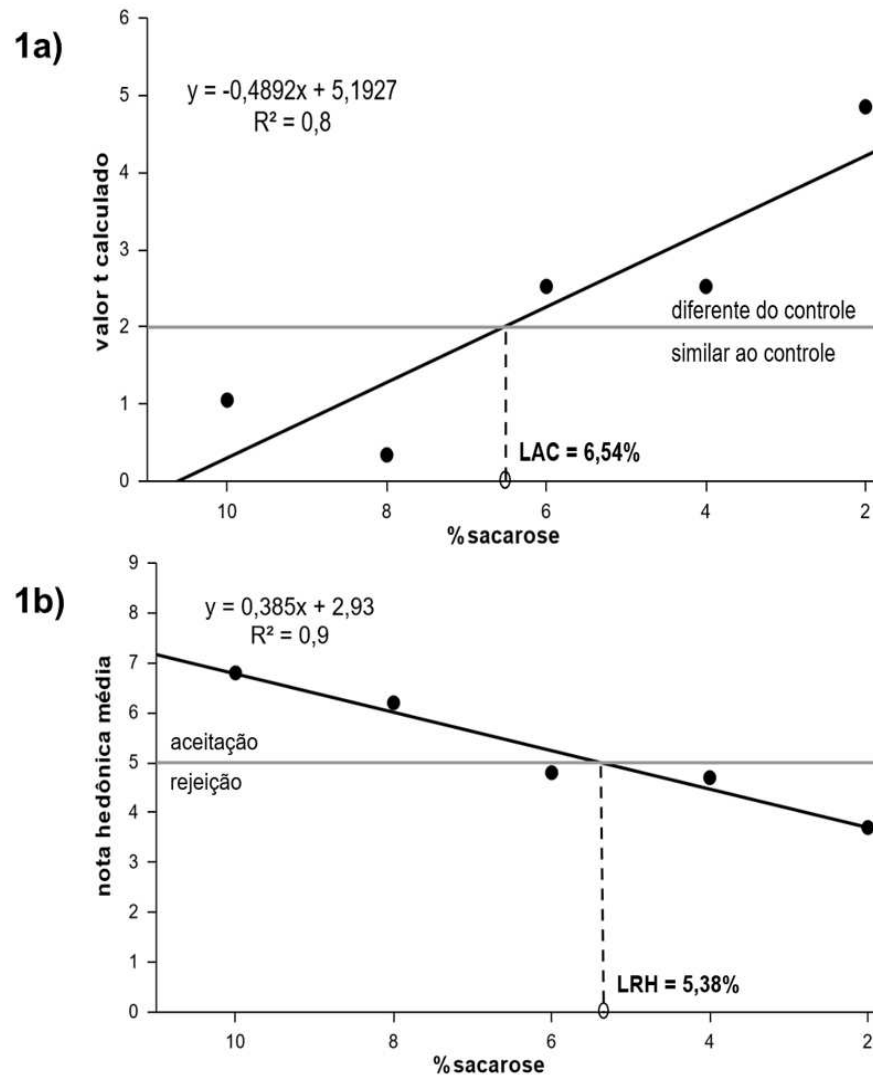 1a)
6
5
4
3
2
1
0
valor t calculado
y = -0,4892x + 5,1927
R² = 0,8
diferente do controle
similar ao controle
LAC = 6,54%
10 8 6 4 2
% sacarose
1b)
9
8
7
6
5
4
3
2
1
0
nota hedônica média
y = 0,385x + 2,93
R² = 0,9
aceitação
rejeição
LRH = 5,38%
10 8 6 4 2
% sacarose